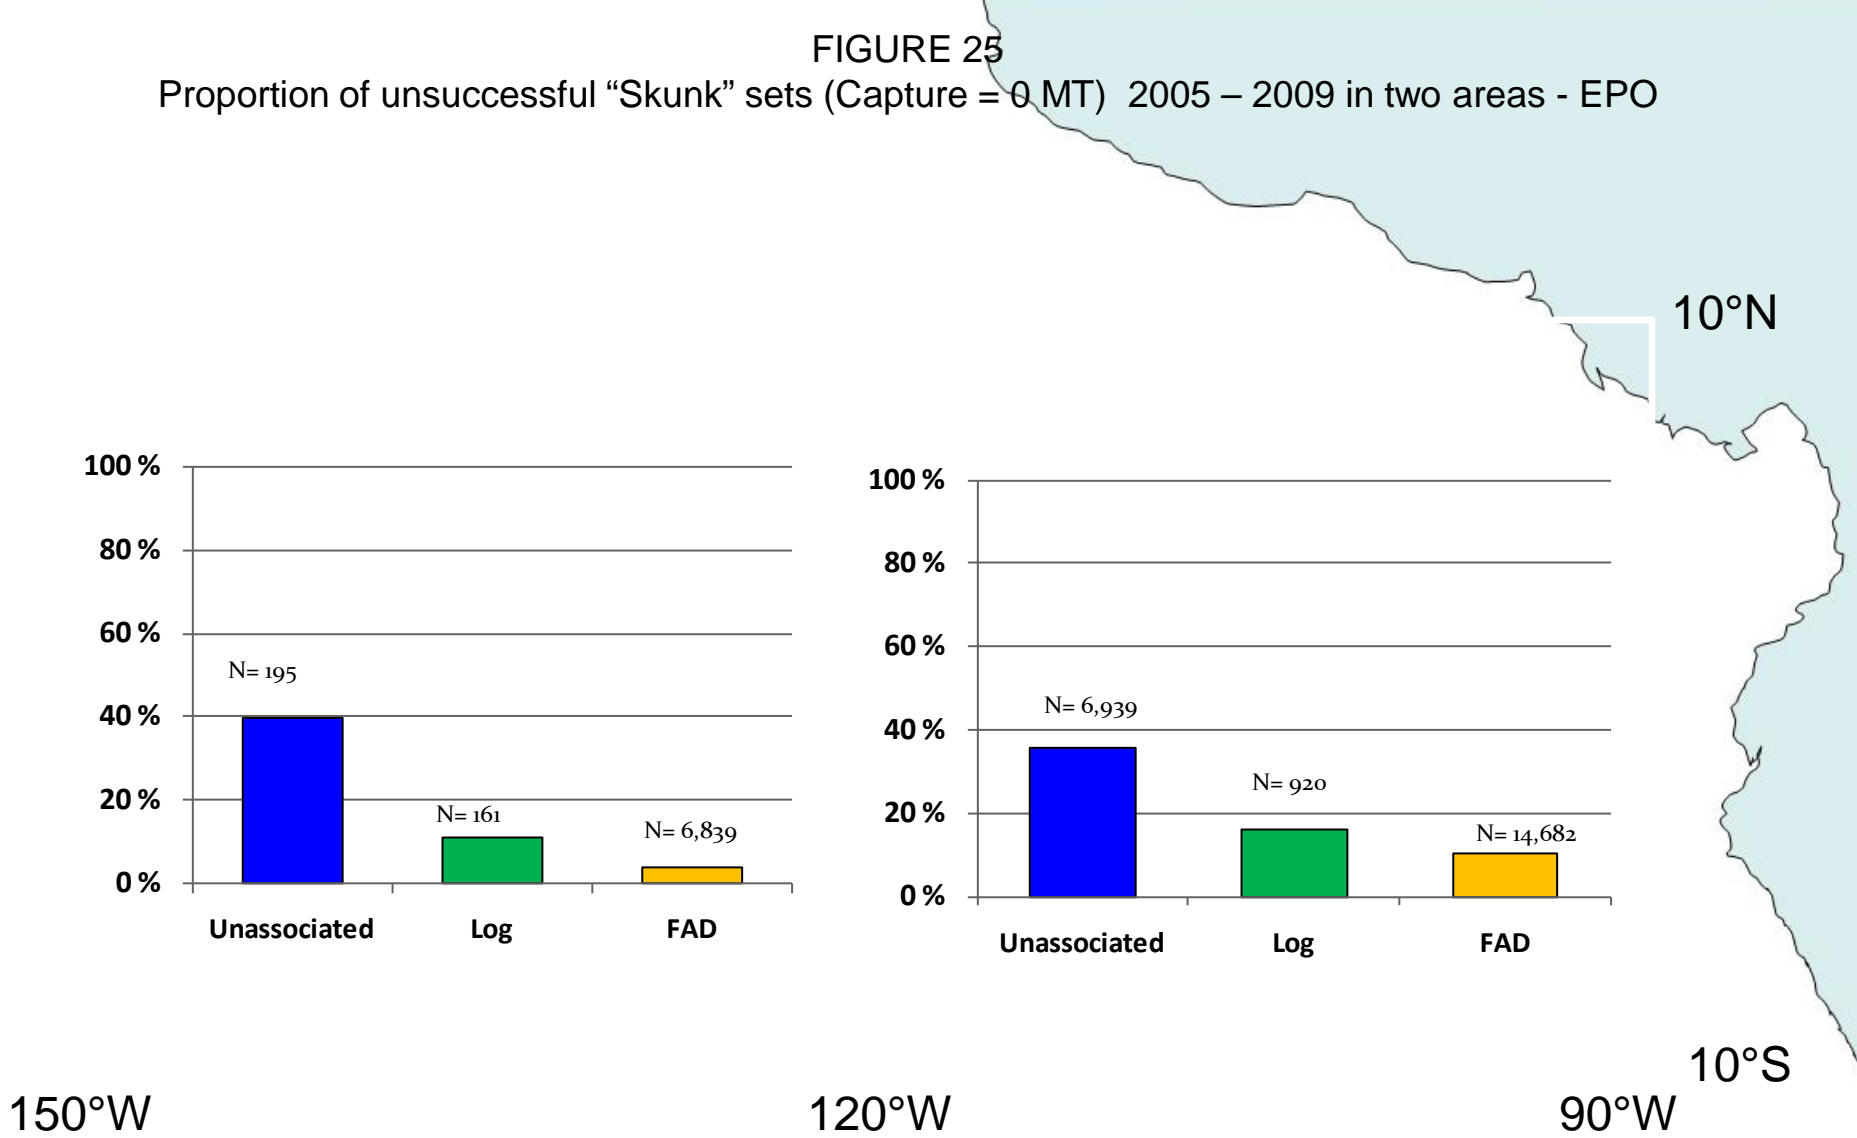 FIGURE 25
Proportion of unsuccessful “Skunk” sets (Capture = 0 MT)  2005 – 2009 in two areas - EPO
10°N
100 %
80 %
60 %
40 %
20 %
0 %
N= 195
N= 161
N= 6,839
Unassociated Log FAD
100 %
80 %
60 %
40 %
20 %
0 %
N= 6,939
N= 920
N= 14,682
Unassociated Log FAD
10°S
150°W 120°W 90°W